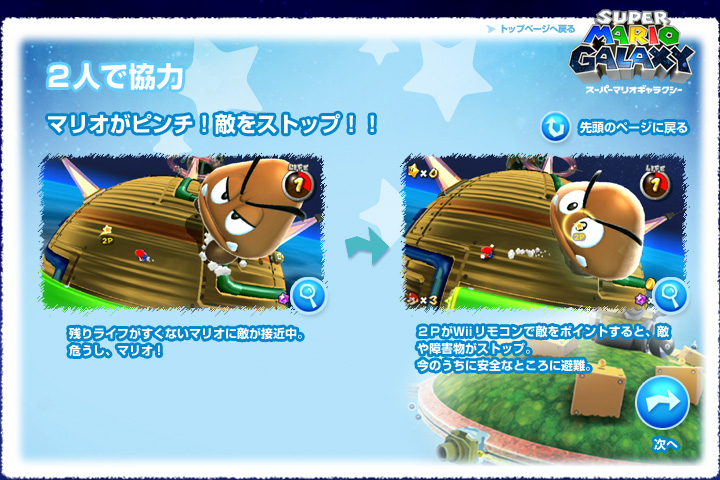 トップページへ戻る
SUPER
MARIO
GALAXY
スーパーマリオギャラクシー
2人で協力
マリオがピンチ！敵をストップ！！
先頭のページに戻る
LIFE
1
2P
×0
LIFE
1
2P
×3
残りライフがすくないマリオに敵が接近中。
危うし、マリオ！
2PがWiiリモコンで敵をポイントすると、敵
や障害物がストップ。
今のうちに安全なところに避難。
次へ